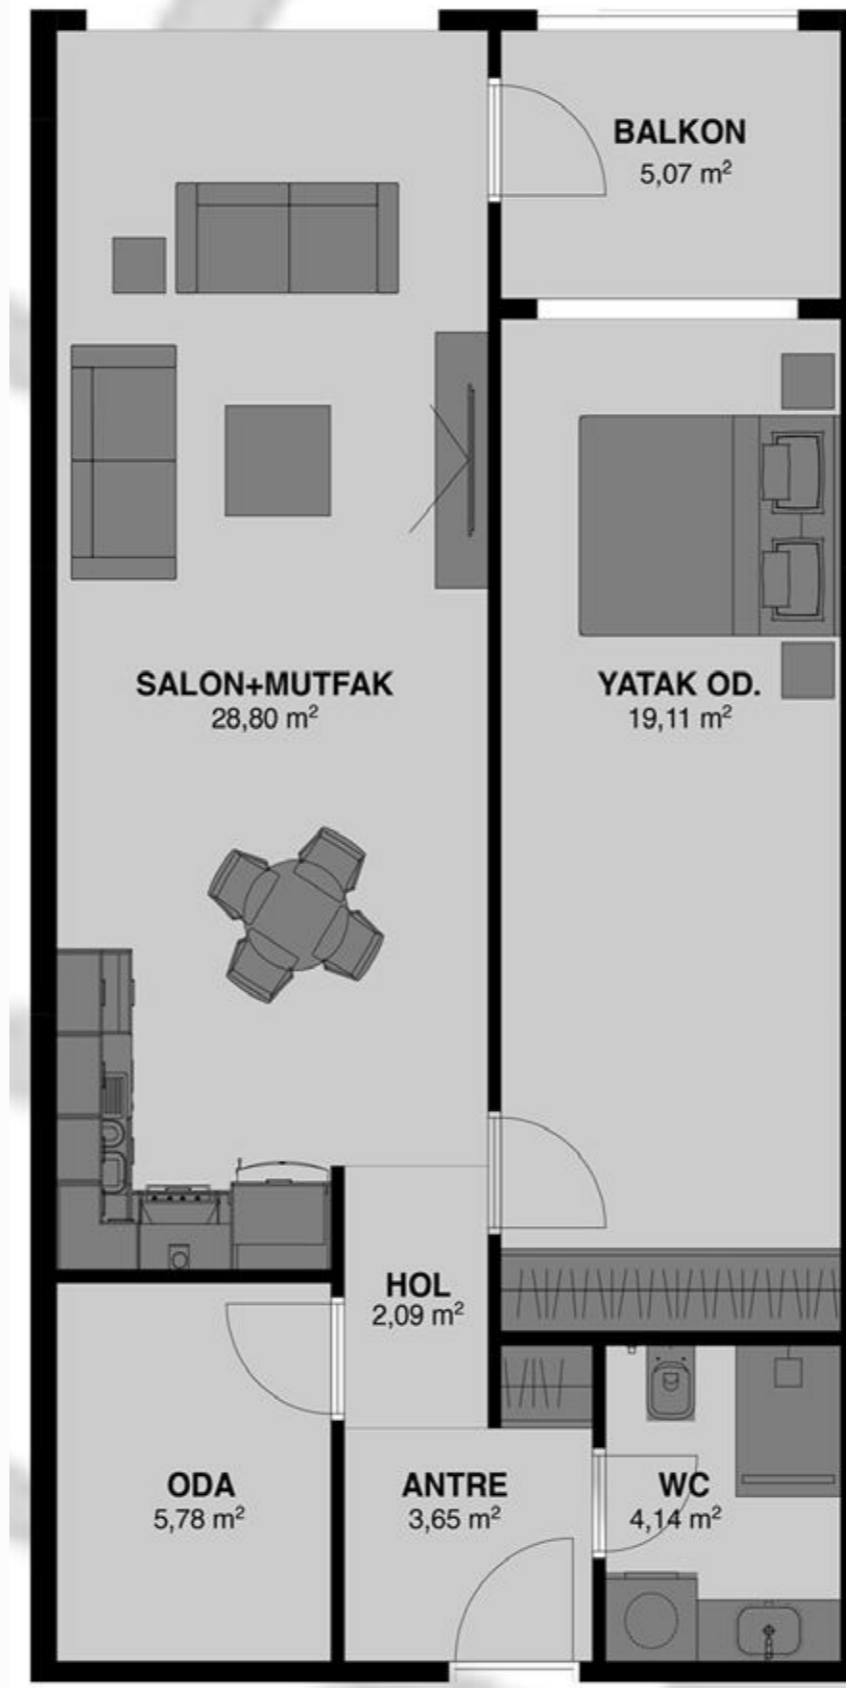 BALKON
5,07 m²
SALON+MUTFAK
28,80 m²
YATAK OD.
19,11 m²
HOL
2,09 m²
ODA
5,78 m²
ANTRE
3,65 m²
WC
4,14 m²